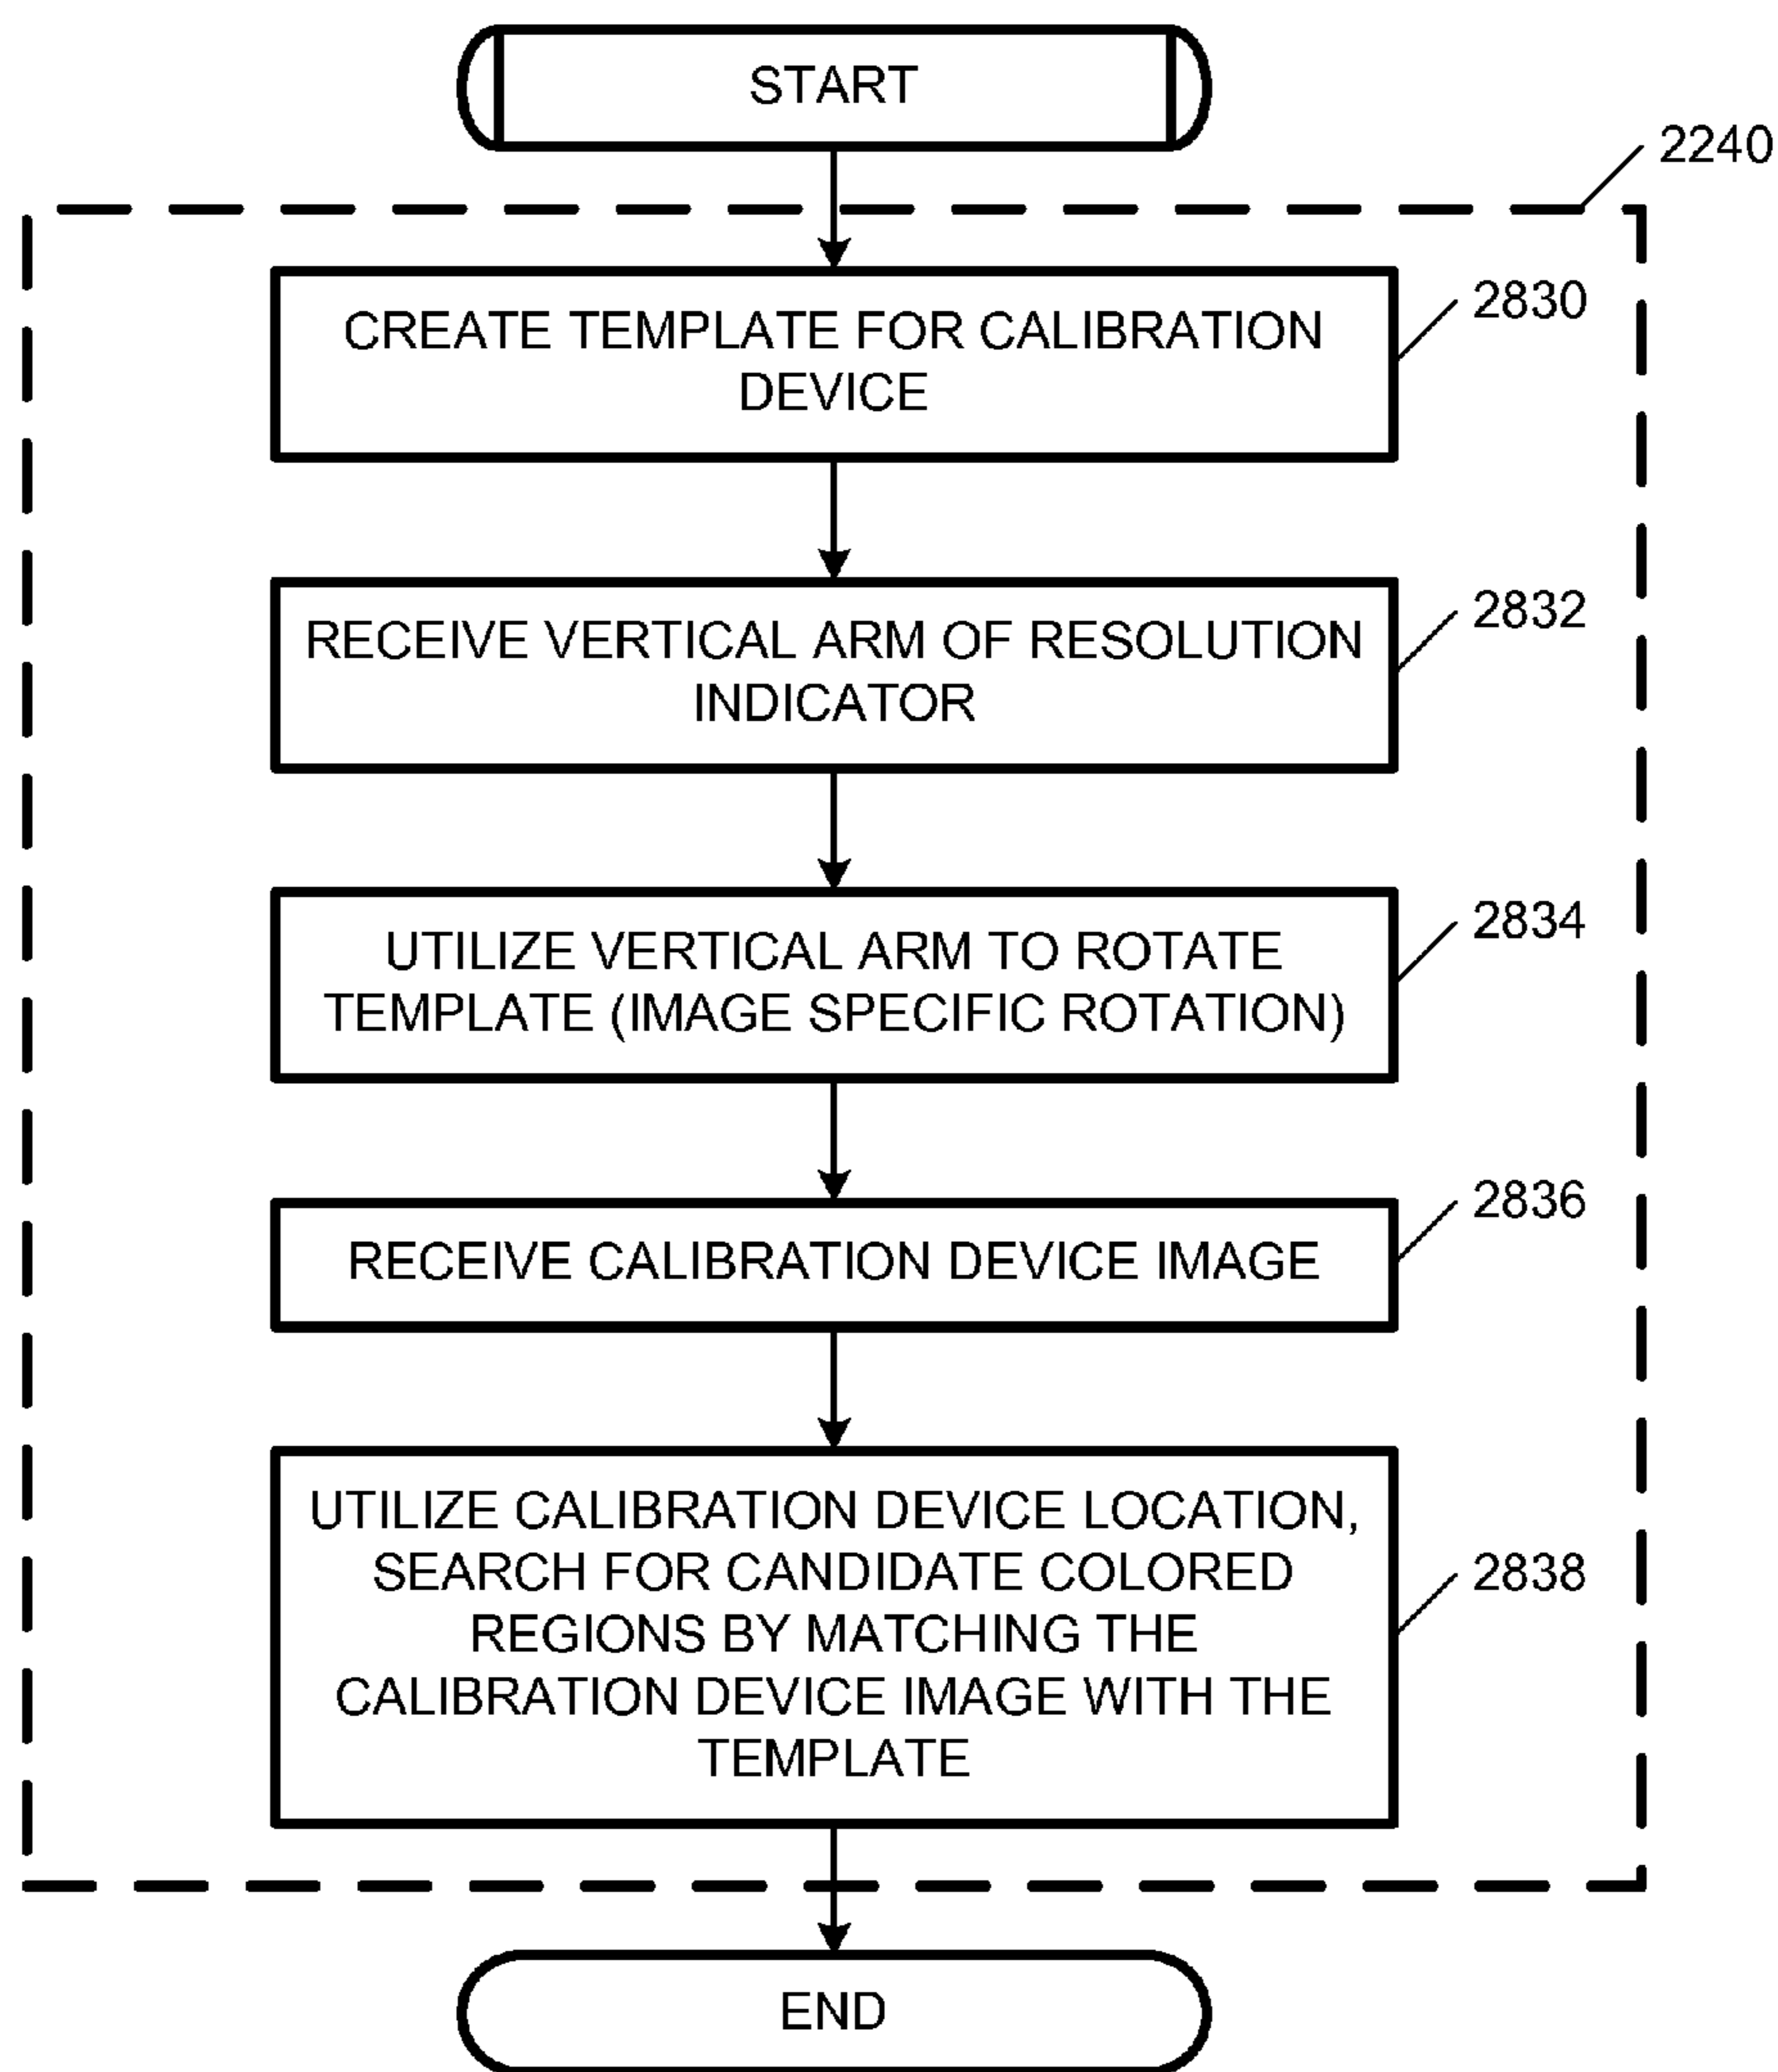 START
2240
CREATE TEMPLATE FOR CALIBRATION
DEVICE
2830
RECEIVE VERTICAL ARM OF RESOLUTION
INDICATOR
2832
UTILIZE VERTICAL ARM TO ROTATE
TEMPLATE (IMAGE SPECIFIC ROTATION)
2834
RECEIVE CALIBRATION DEVICE IMAGE
2836
UTILIZE CALIBRATION DEVICE LOCATION,
SEARCH FOR CANDIDATE COLORED
REGIONS BY MATCHING THE
CALIBRATION DEVICE IMAGE WITH THE
TEMPLATE
2838
END